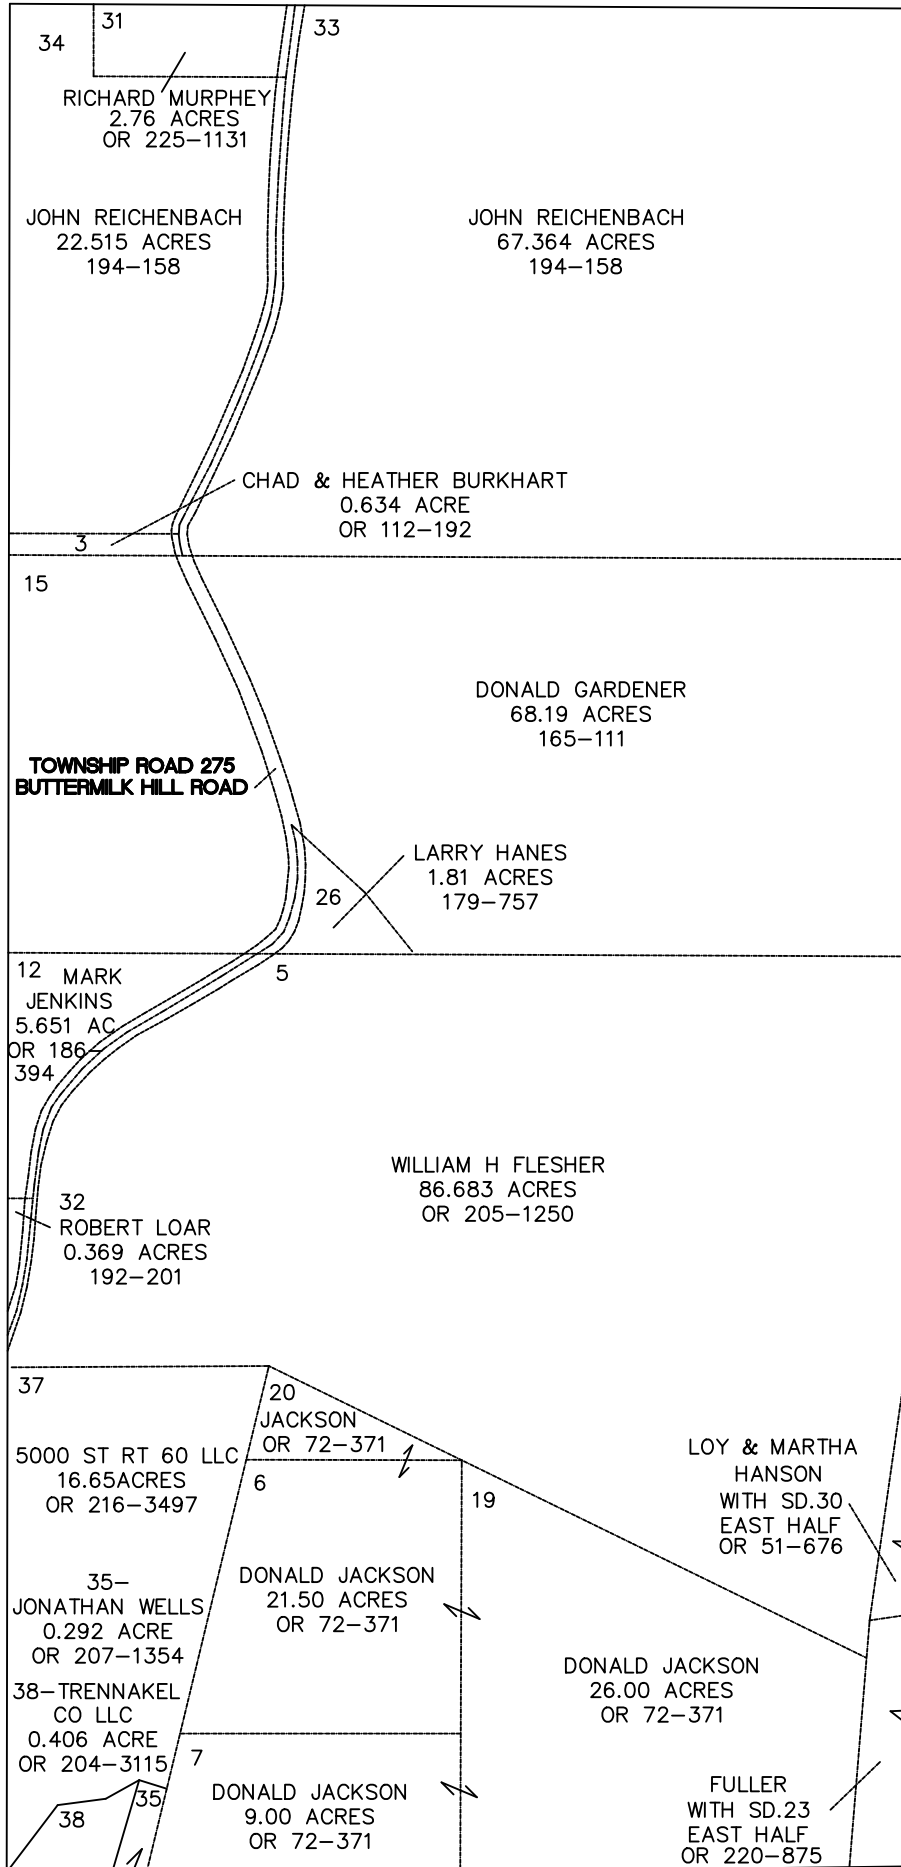 31
33
34
RICHARD MURPHEY
2.76 ACRES
OR 225-1131
JOHN REICHENBACH
22.515 ACRES
194-158
JOHN REICHENBACH
67.364 ACRES
194-158
CHAD & HEATHER BURKHART
0.634 ACRE
OR 112-192
3
15
DONALD GARDENER
68.19 ACRES
165-111
TOWNSHIP ROAD 275
BUTTERMILK HILL ROAD
LARRY HANES
1.81 ACRES
179-757
26
5
12 MARK
JENKINS
5.651 AC
OR 186-
394
WILLIAM H FLESHER
86.683 ACRES
OR 205-1250
32
ROBERT LOAR
0.369 ACRES
192-201
37
20
JACKSON
OR 72-371
5000 ST RT 60 LLC
16.65ACRES
OR 216-3497
6
19
LOY & MARTHA
HANSON
WITH SD.30
EAST HALF
OR 51-676
35-
JONATHAN WELLS
0.292 ACRE
OR 207-1354
DONALD JACKSON
21.50 ACRES
OR 72-371
DONALD JACKSON
26.00 ACRES
OR 72-371
38-TRENNAKEL
CO LLC
0.406 ACRE
OR 204-3115
7
35
38
DONALD JACKSON
9.00 ACRES
OR 72-371
FULLER
WITH SD.23
EAST HALF
OR 220-875